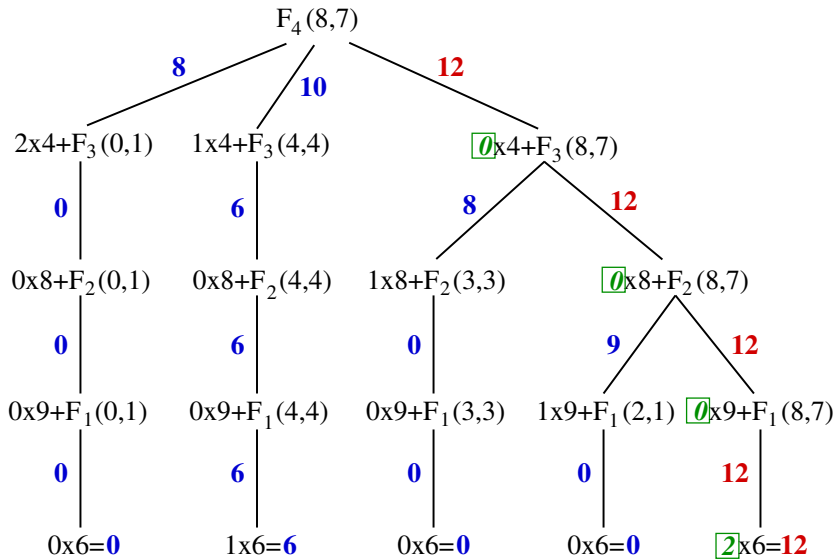 F₄(8,7)
8 10 12
2x4+F₃(0,1) 1x4+F₃(4,4) 0x4+F₃(8,7)
0 6 8 12
0x8+F₂(0,1) 0x8+F₂(4,4) 1x8+F₂(3,3) 0x8+F₂(8,7)
0 6 0 9 12
0x9+F₁(0,1) 0x9+F₁(4,4) 0x9+F₁(3,3) 1x9+F₁(2,1) 0x9+F₁(8,7)
0 6 0 0 12
0x6=0 1x6=6 0x6=0 0x6=0 2x6=12